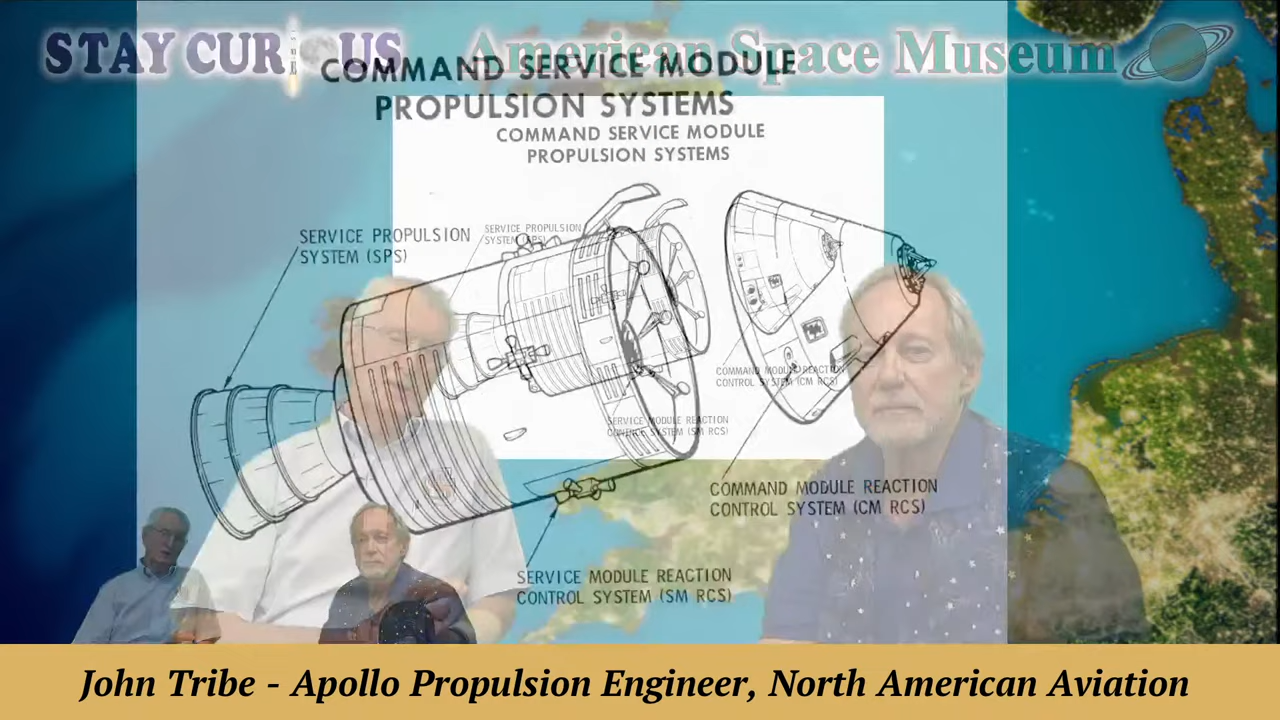 STAY CURIOUS
American Space Museum
COMMAND SERVICE MODULE
PROPULSION SYSTEMS
COMMAND SERVICE MODULE
PROPULSION SYSTEMS
SERVICE PROPULSION
SYSTEM (SPS)
SERVICE PROPULSION
SYSTEM (SPS)
COMMAND MODULE REACTION
CONTROL SYSTEM (CM RCS)
SERVICE MODULE REACTION
CONTROL SYSTEM (SM RCS)
COMMAND MODULE REACTION
CONTROL SYSTEM (CM RCS)
SERVICE MODULE REACTION
CONTROL SYSTEM (SM RCS)
John Tribe - Apollo Propulsion Engineer, North American Aviation